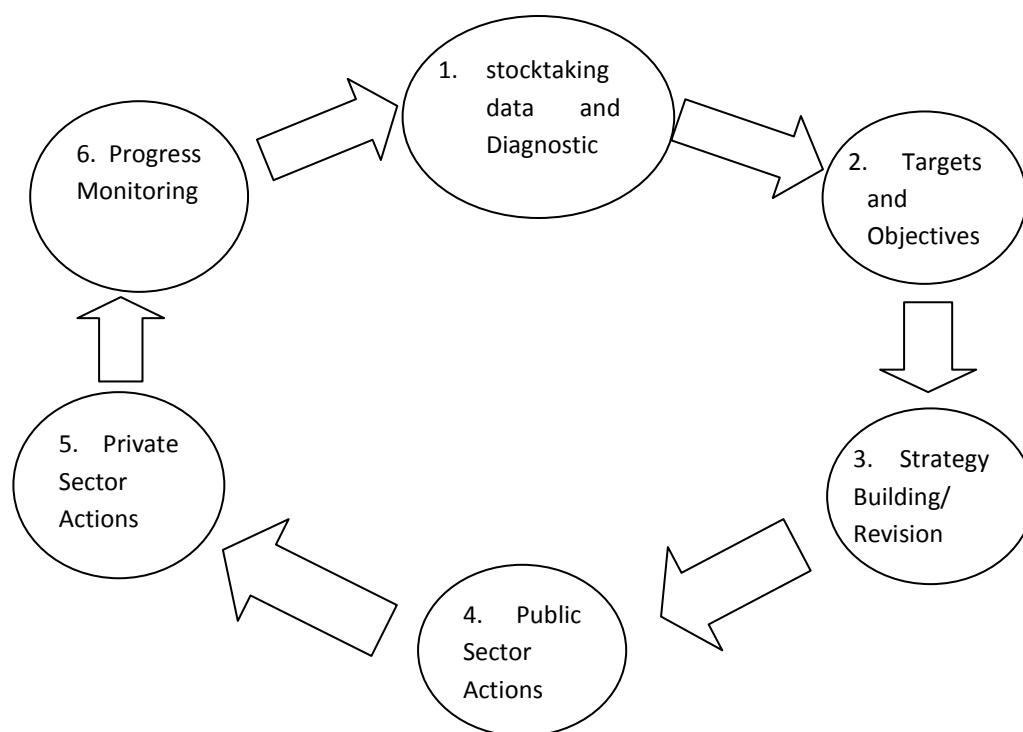 1. stocktaking
data and
Diagnostic
2. Targets
and
Objectives
3. Strategy
Building/
Revision
4. Public
Sector
Actions
5. Private
Sector
Actions
6. Progress
Monitoring